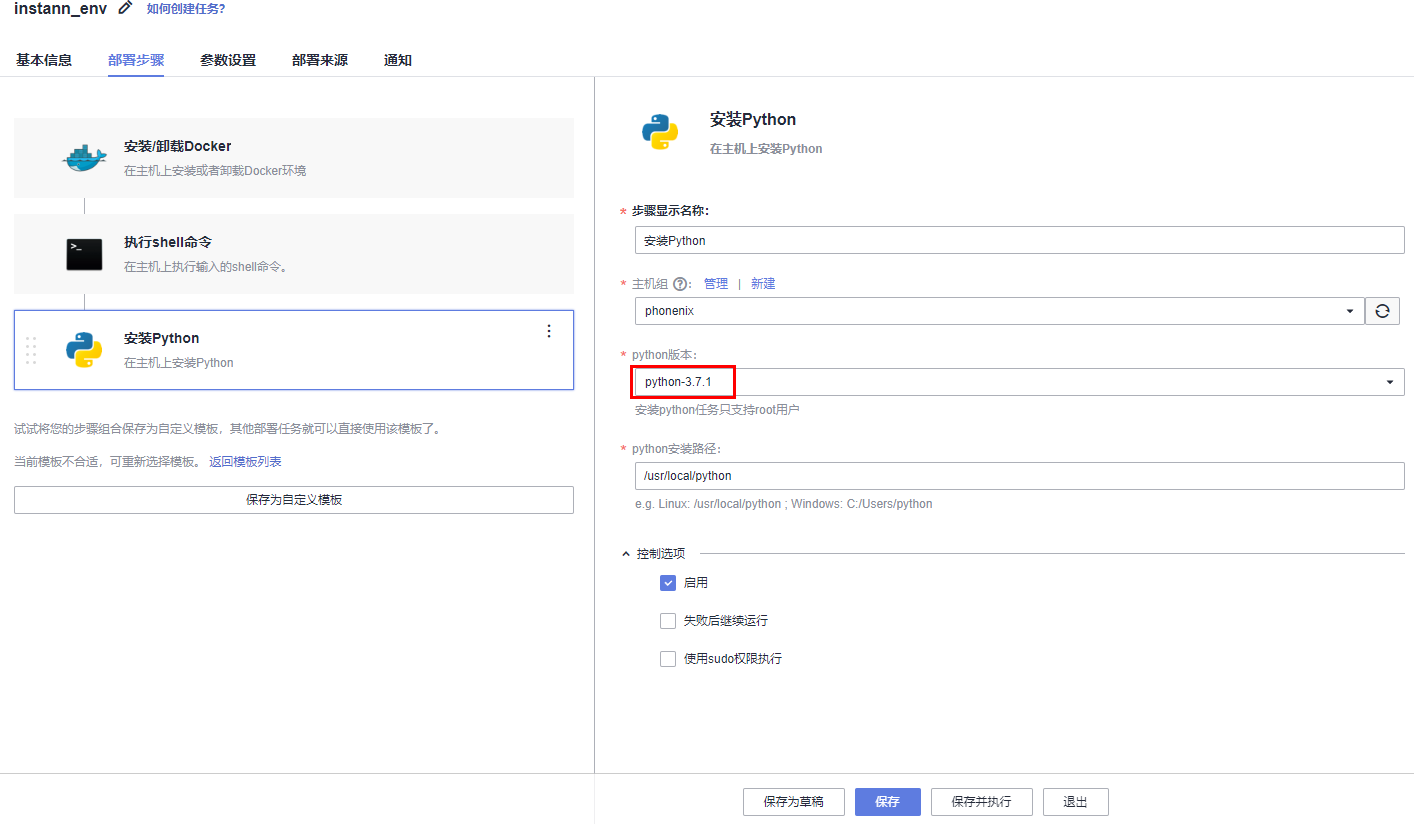 instann_env 如何创建任务?
基本信息 部署步骤 参数设置 部署来源 通知
安装/卸载Docker
在主机上安装或者卸载Docker环境
>_
执行shell命令
在主机上执行输入的shell命令。
安装Python
在主机上安装Python
试试将您的步骤组合保存为自定义模板，其他部署任务就可以直接使用该模板了。
当前模板不合适，可重新选择模板。 返回模板列表
保存为自定义模板
安装Python
在主机上安装Python
* 步骤显示名称:
安装Python
* 主机组 ? : 管理 | 新建
phonenix
* python版本:
python-3.7.1
安装python任务只支持root用户
* python安装路径:
/usr/local/python
e.g. Linux: /usr/local/python ; Windows: C:/Users/python
控制选项
启用
失败后继续运行
使用sudo权限执行
保存为草稿 保存 保存并执行 退出